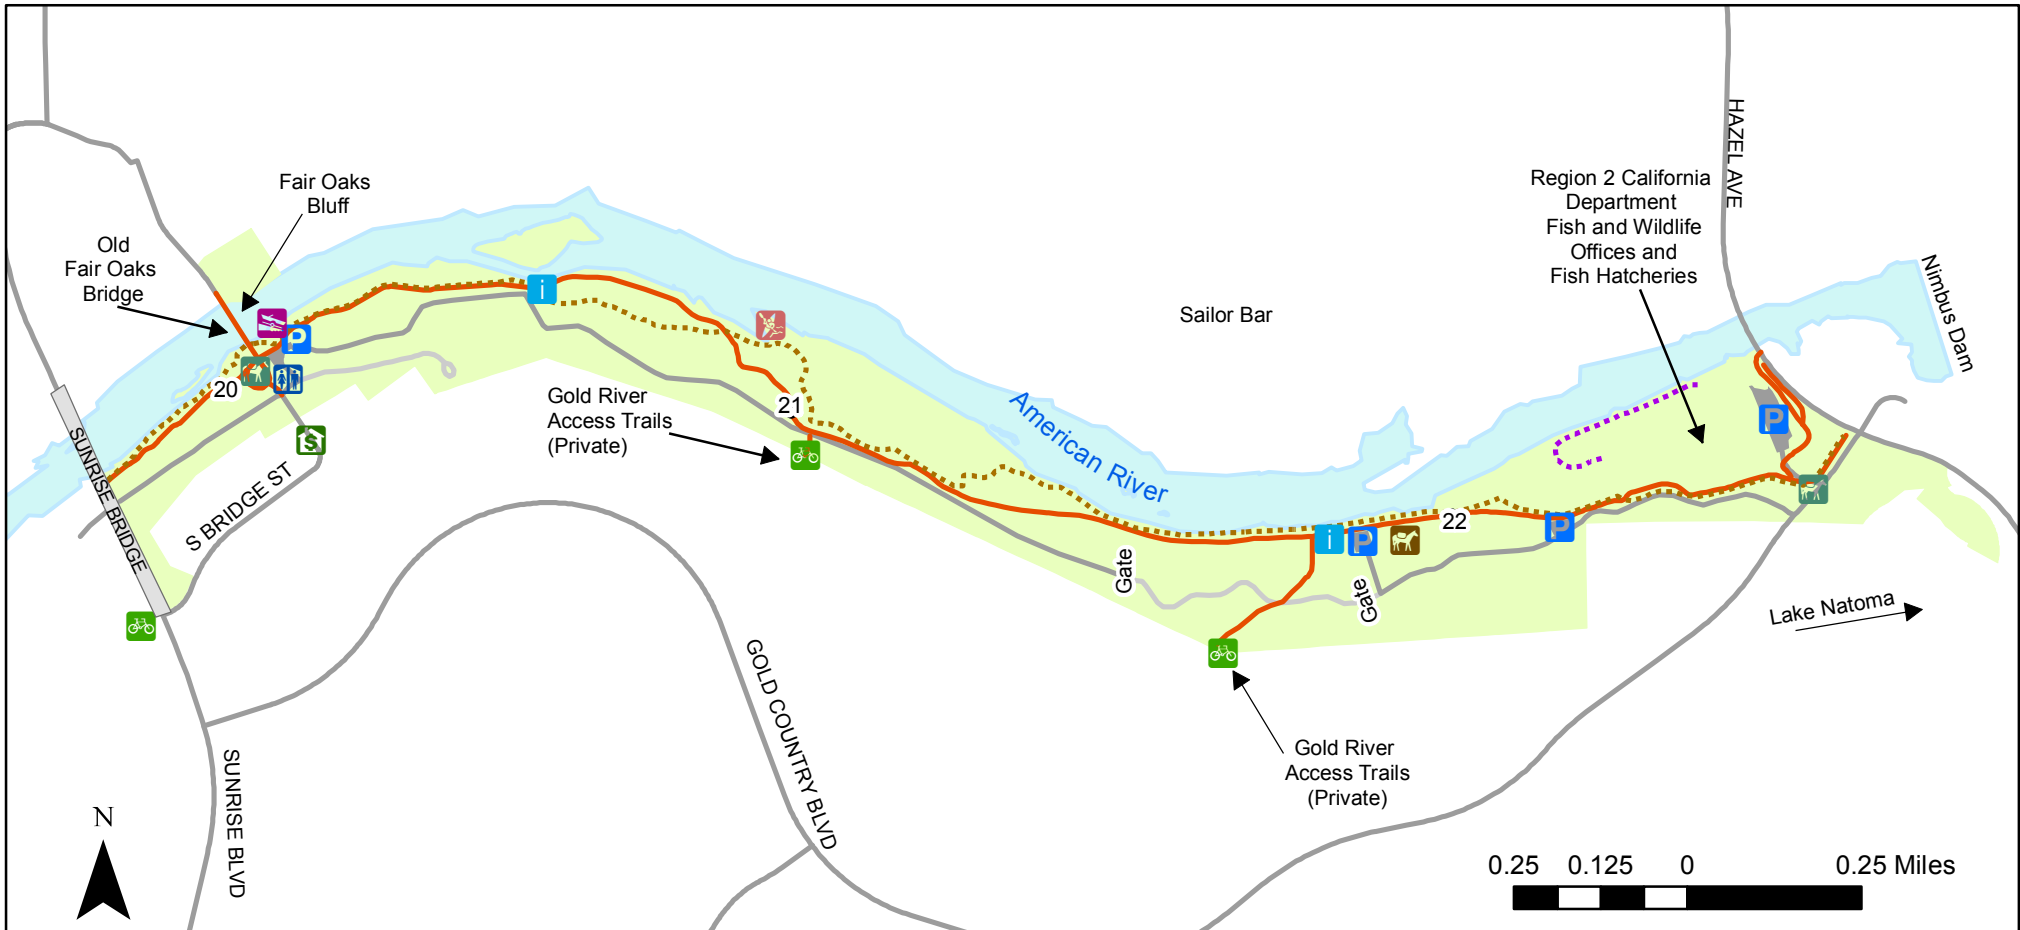 HAZEL AVE
Fair Oaks
Bluff
Region 2 California
Department
Fish and Wildlife
Offices and
Fish Hatcheries
Old
Fair Oaks
Bridge
Nimbus Dam
Sailor Bar
P
i
20
S
Gold River
Access Trails
(Private)
21
American River
P
SUNRISE BRIDGE
S BRIDGE ST
22
i
P
P
Gate
Gate
Lake Natoma
GOLD COUNTRY BLVD
SUNRISE BLVD
Gold River
Access Trails
(Private)
N
0.25 0.125 0 0.25 Miles